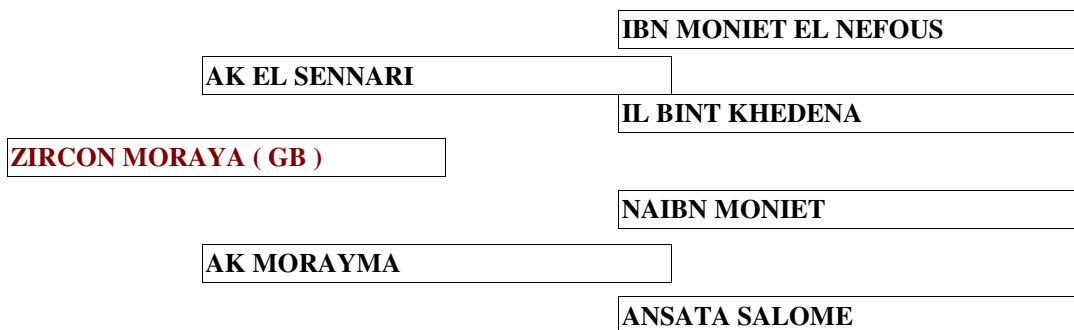 IBN MONIET EL NEFOUS
AK EL SENNARI
IL BINT KHEDENA
ZIRCON MORAYA ( GB )
NAIBN MONIET
AK MORAYMA
ANSATA SALOME